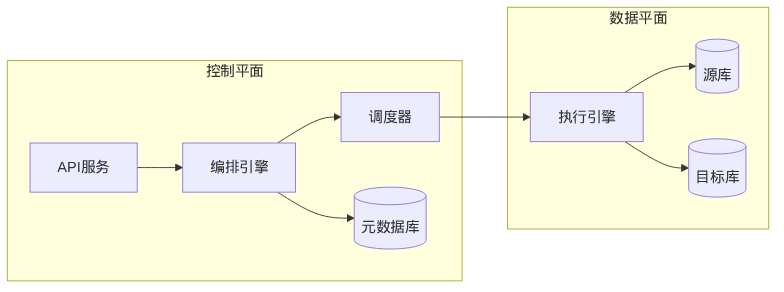 控制平面
API服务
编排引擎
调度器
元数据库
数据平面
执行引擎
源库
目标库